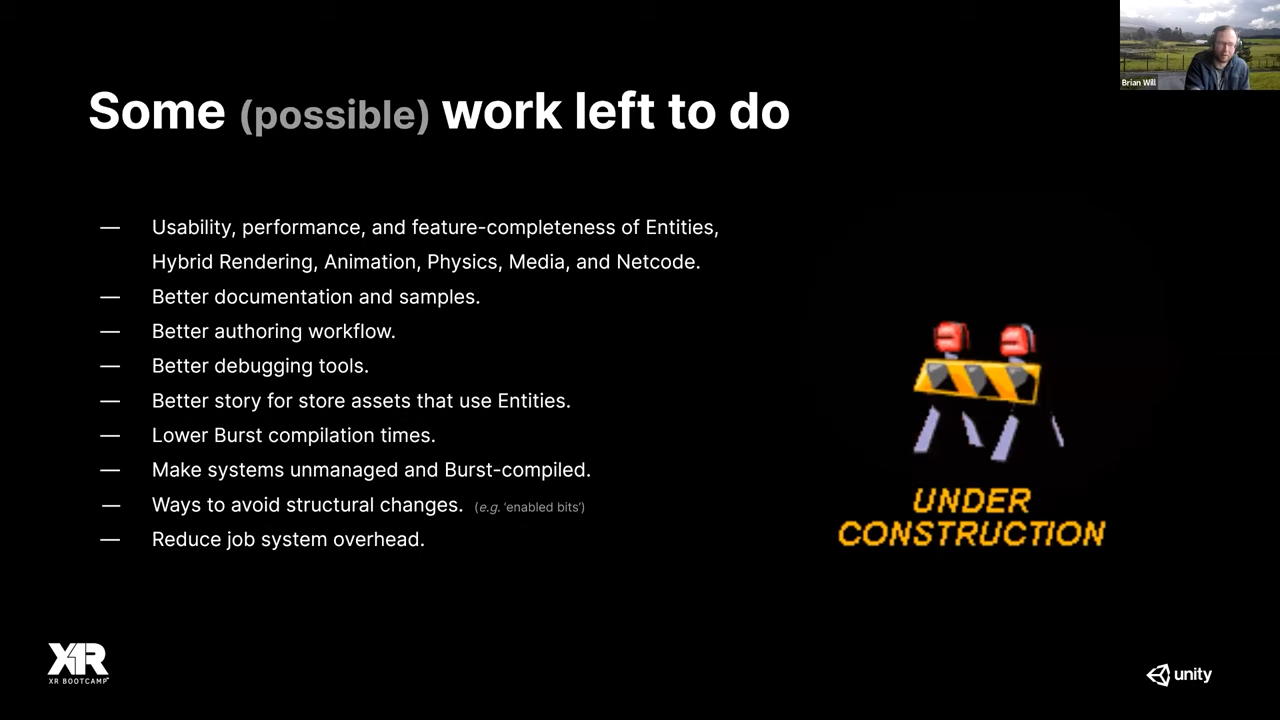 Brian Will
Some (possible) work left to do
— Usability, performance, and feature-completeness of Entities,
Hybrid Rendering, Animation, Physics, Media, and Netcode.
— Better documentation and samples.
— Better authoring workflow.
— Better debugging tools.
— Better story for store assets that use Entities.
— Lower Burst compilation times.
— Make systems unmanaged and Burst-compiled.
— Ways to avoid structural changes. (e.g. ‘enabled bits’)
— Reduce job system overhead.
UNDER
CONSTRUCTION
XR
XR BOOTCAMP
unity